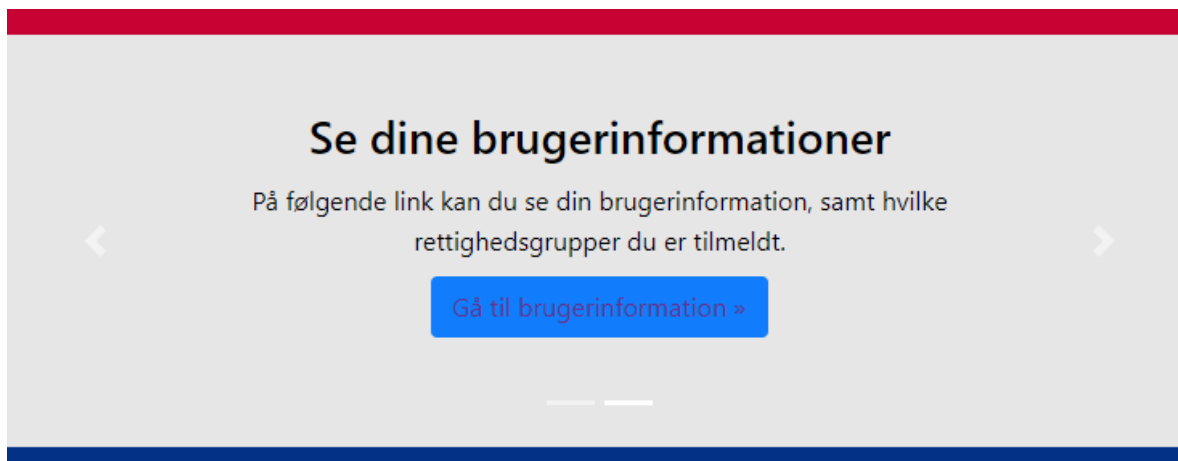 Se dine brugerinformationer
På følgende link kan du se din brugerinformation, samt hvilke
rettighedsgrupper du er tilmeldt.
Gå til brugerinformation »